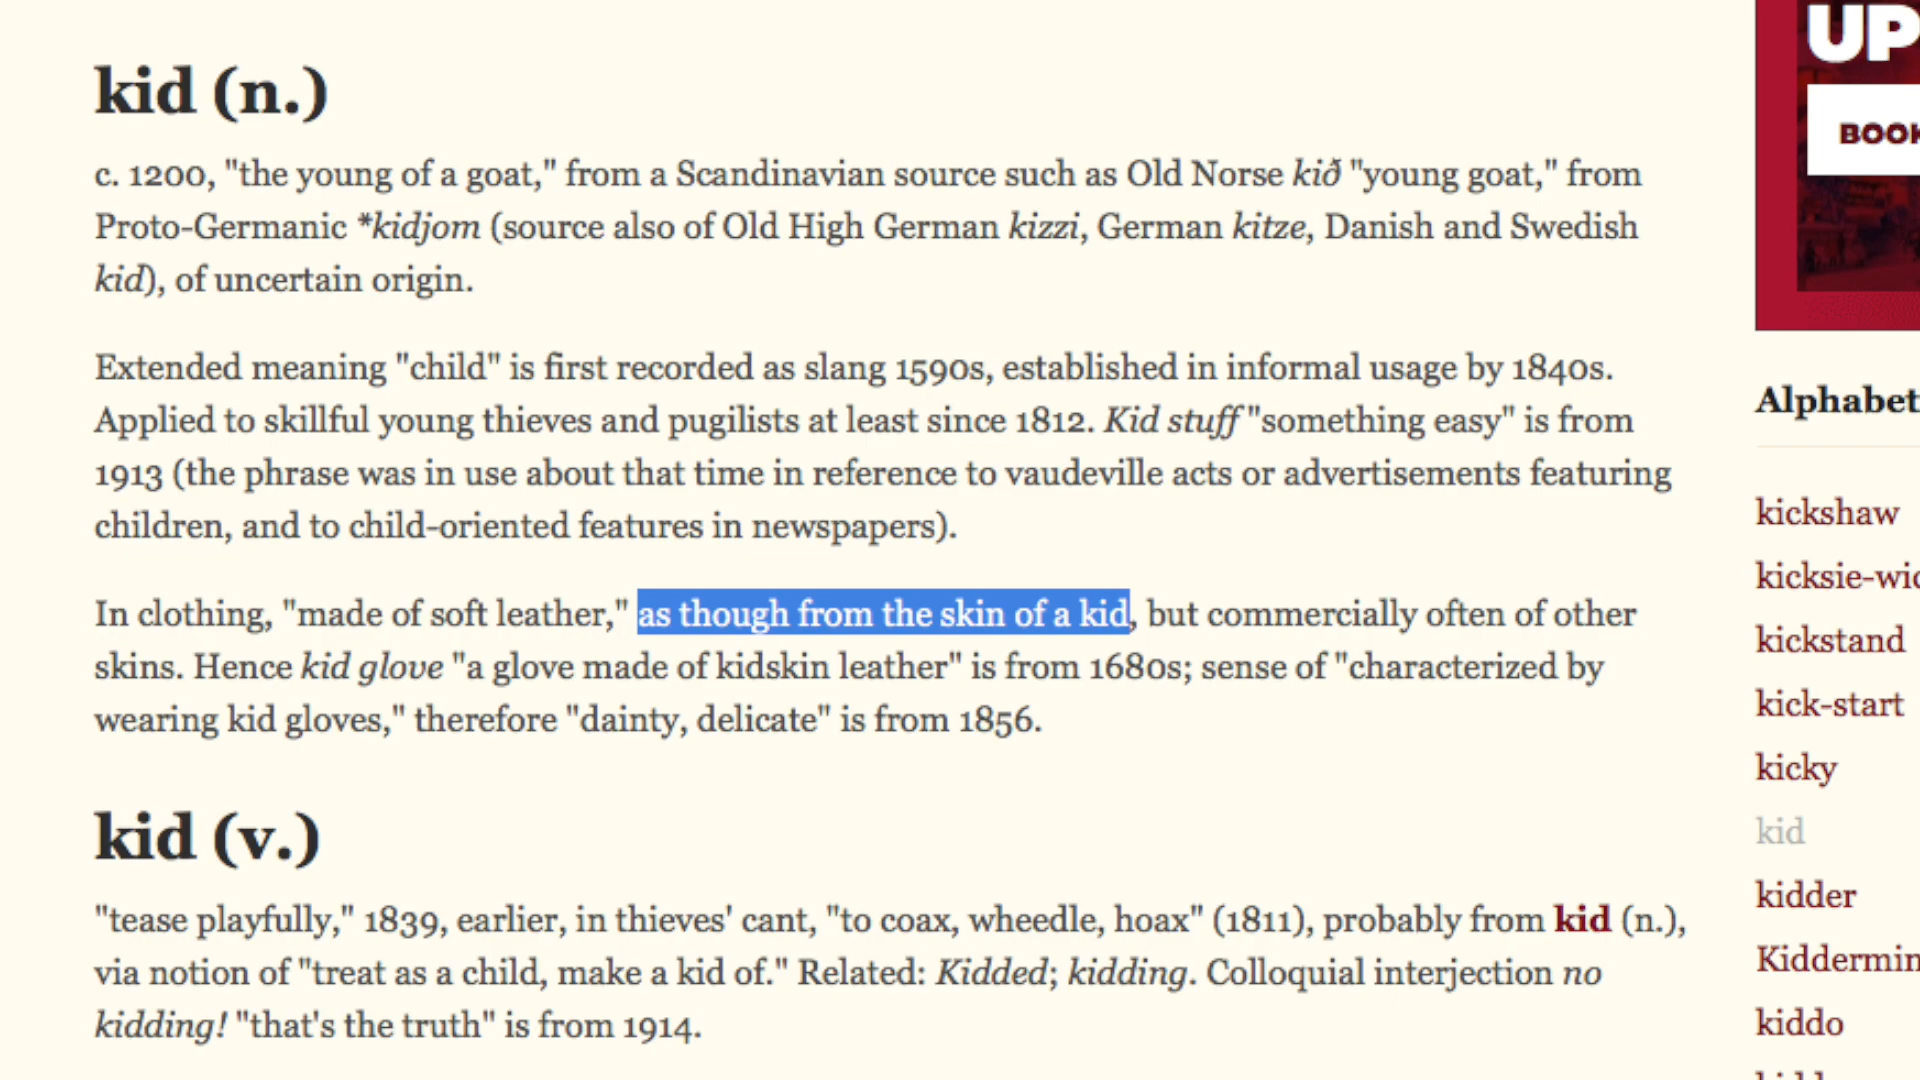 kid (n.)
c. 1200, "the young of a goat," from a Scandinavian source such as Old Norse kið "young goat," from
Proto-Germanic *kidjom (source also of Old High German kizzi, German kitze, Danish and Swedish
kid), of uncertain origin.
Extended meaning "child" is first recorded as slang 1590s, established in informal usage by 1840s.
Applied to skillful young thieves and pugilists at least since 1812. Kid stuff "something easy" is from
1913 (the phrase was in use about that time in reference to vaudeville acts or advertisements featuring
children, and to child-oriented features in newspapers).
In clothing, "made of soft leather," as though from the skin of a kid, but commercially often of other
skins. Hence kid glove "a glove made of kidskin leather" is from 1680s; sense of "characterized by
wearing kid gloves," therefore "dainty, delicate" is from 1856.
kid (v.)
"tease playfully," 1839, earlier, in thieves' cant, "to coax, wheedle, hoax" (1811), probably from kid (n.),
via notion of "treat as a child, make a kid of." Related: Kidded; kidding. Colloquial interjection no
kidding! "that's the truth" is from 1914.
UP
BOOK
Alphabet
kickshaw
kicksie-wic
kickstand
kick-start
kicky
kid
kidder
Kiddermin
kiddo